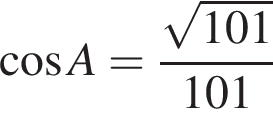 cos A = √101 / 101